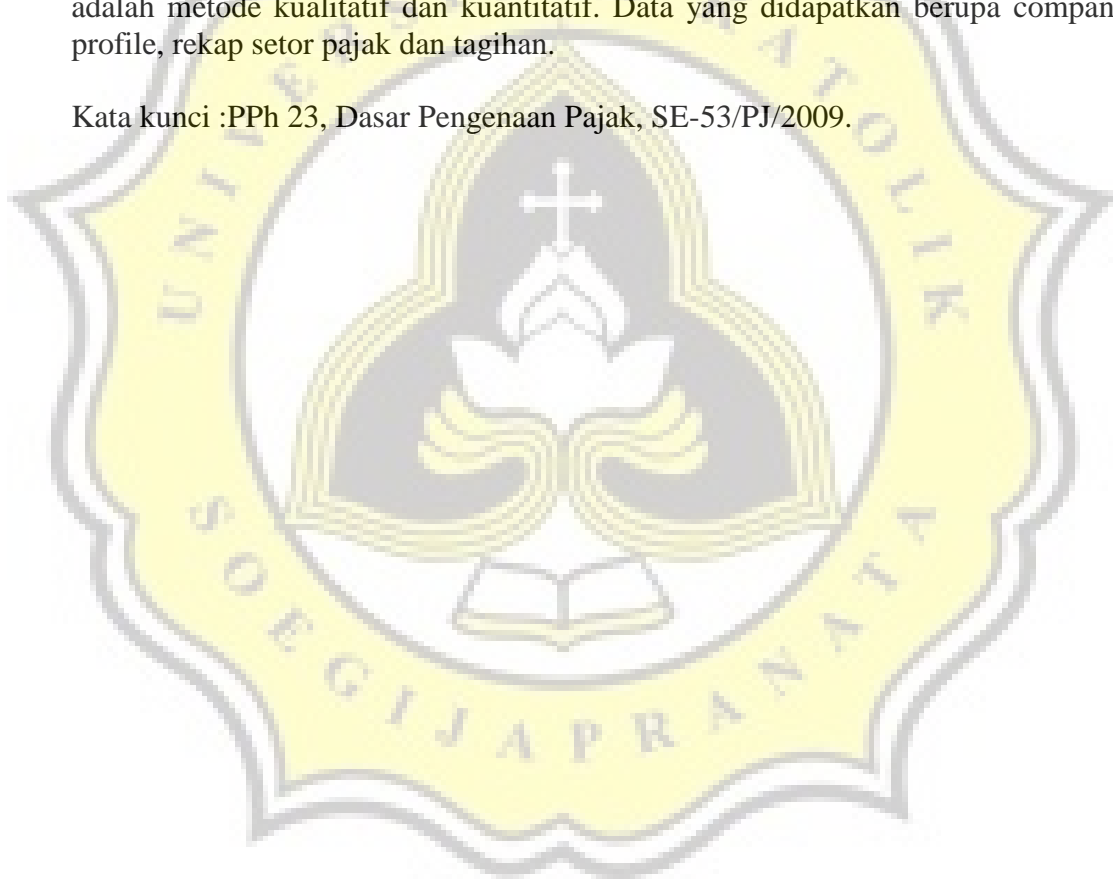 adalah metode kualitatif dan kuantitatif. Data yang didapatkan berupa compan
profile, rekap setor pajak dan tagihan.
Kata kunci :PPh 23, Dasar Pengenaan Pajak, SE-53/PJ/2009.
SOEGIJAPRANATA